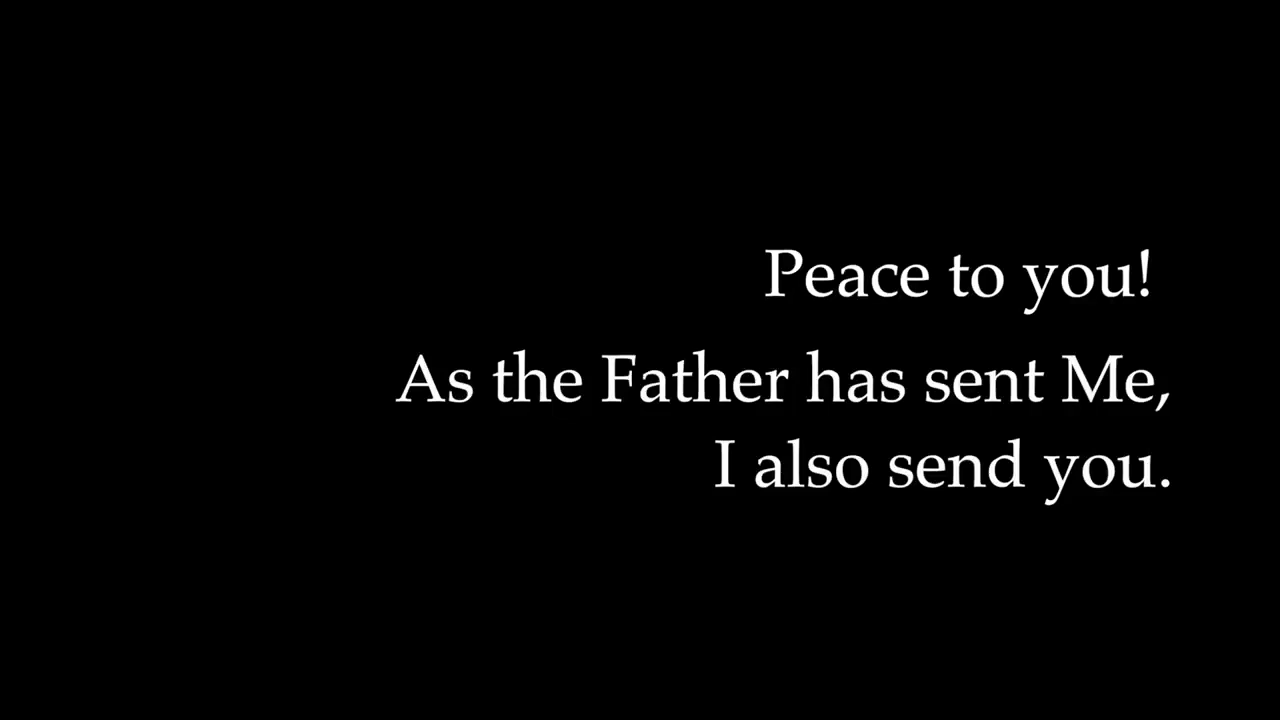 Peace to you!
As the Father has sent Me,
I also send you.